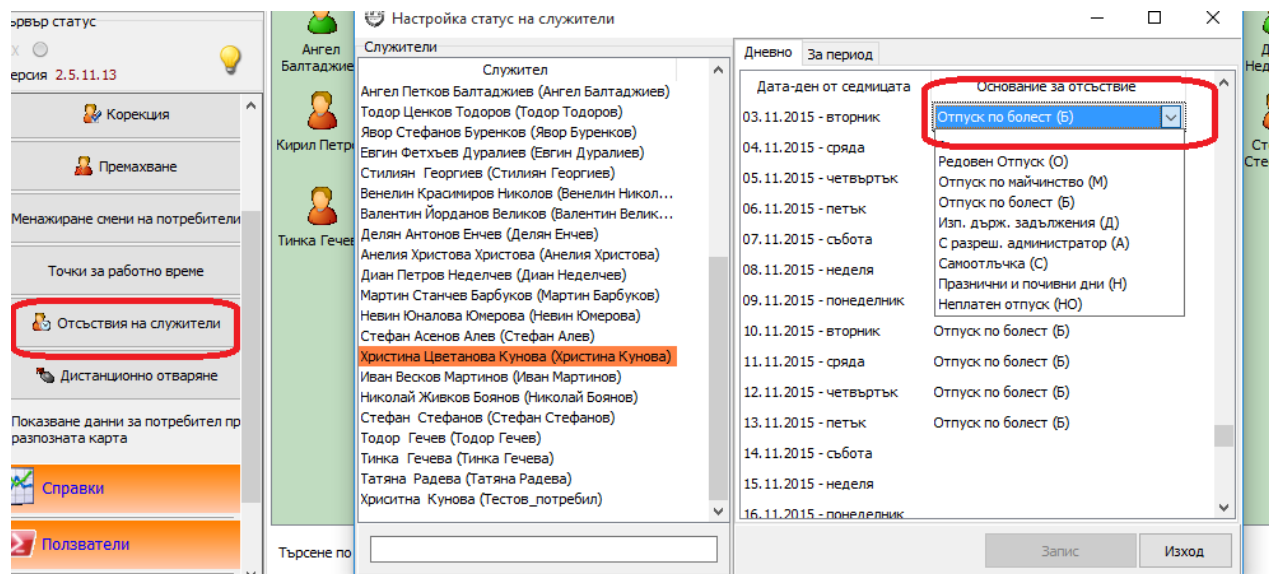 ървър статус
X
ерсия 2.5.11.13
Корекция
Премахване
Менажиране смени на потребители
Точки за работно време
Отсъствия на служители
Дистанционно отваряне
Показване данни за потребител пр
разпозната карта
Справки
Ползватели
Ангел
Балтаджие
Кирил Петр
Тинка Гечев
Търсене по
Настройка статус на служители
Служители
Служител
Ангел Петков Балтаджиев (Ангел Балтаджиев)
Тодор Ценков Тодоров (Тодор Тодоров)
Явор Стефанов Буренков (Явор Буренков)
Евгин Фетхъев Дуралиев (Евгин Дуралиев)
Стилиян Георгиев (Стилиян Георгиев)
Венелин Красимиров Николов (Венелин Никол...
Валентин Йорданов Великов (Валентин Велик...
Делян Антонов Енчев (Делян Енчев)
Анелия Христова Христова (Анелия Христова)
Диан Петров Неделчев (Диан Неделчев)
Мартин Станчев Барбуков (Мартин Барбуков)
Невин Юналова Юмерова (Невин Юмерова)
Стефан Асенов Алев (Стефан Алев)
Христина Цветанова Кунова (Христина Кунова)
Иван Весков Мартинов (Иван Мартинов)
Николай Живков Боянов (Николай Боянов)
Стефан Стефанов (Стефан Стефанов)
Тодор Гечев (Тодор Гечев)
Тинка Гечева (Тинка Гечева)
Татяна Радева (Татяна Радева)
Хриситна Кунова (Тестов_потребил)
Дневно За период
Дата-ден от седмицата Основание за отсъствие
03.11.2015 - вторник Отпуск по болест (Б)
04.11.2015 - сряда
Редовен Отпуск (О)
05.11.2015 - четвъртък
Отпуск по майчинство (М)
Отпуск по болест (Б)
06.11.2015 - петък
Изп. държ. задължения (Д)
07.11.2015 - събота
С разреш. администратор (А)
Самоотлъчка (С)
08.11.2015 - неделя
Празнични и почивни дни (Н)
09.11.2015 - понеделник
Неплатен отпуск (НО)
10.11.2015 - вторник Отпуск по болест (Б)
11.11.2015 - сряда Отпуск по болест (Б)
12.11.2015 - четвъртък Отпуск по болест (Б)
13.11.2015 - петък Отпуск по болест (Б)
14.11.2015 - събота
15.11.2015 - неделя
16.11.2015 - понеделник
Запис Изход
Д
Нед
Ст
Сте